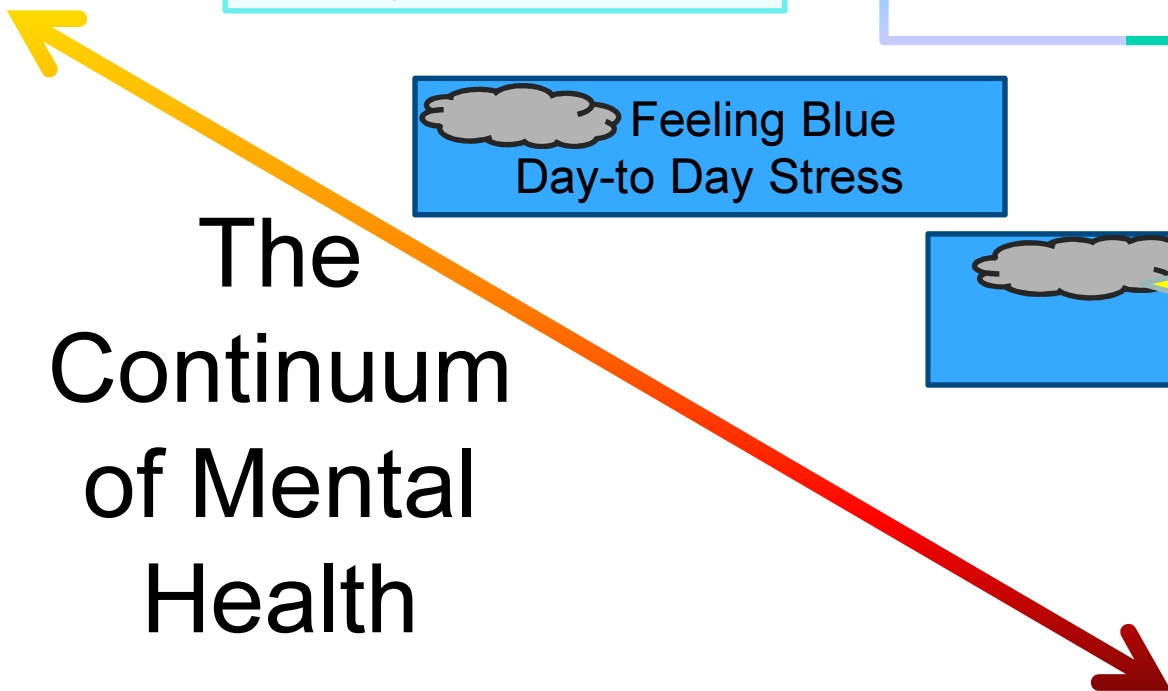 Feeling Blue
Day-to Day Stress
The
Continuum
of Mental
Health